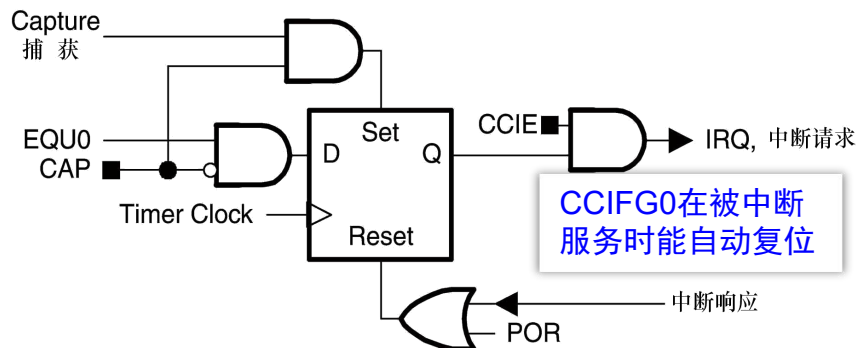 Capture
捕 获
EQU0
CAP
Timer Clock
Set
D
Q
Reset
CCIE
IRQ, 中断请求
CCIFG0在被中断
服务时能自动复位
中断响应
POR